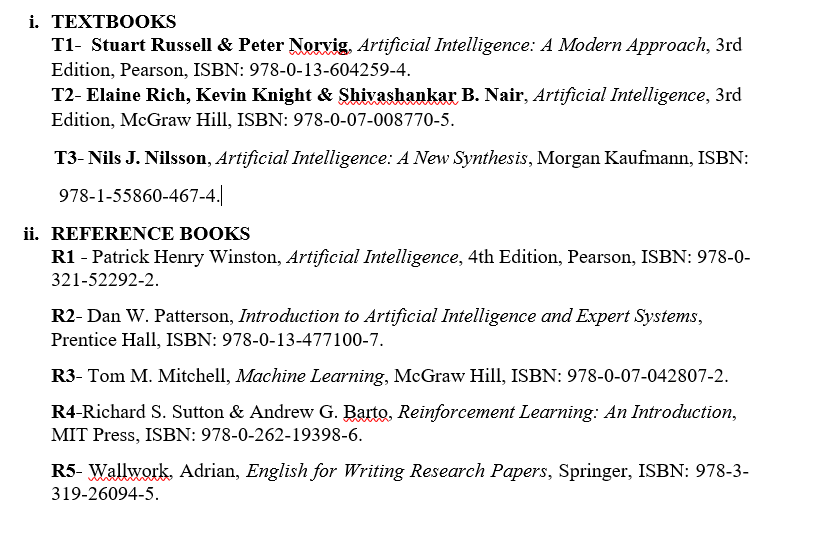 i. TEXTBOOKS
T1- Stuart Russell & Peter Norvig, Artificial Intelligence: A Modern Approach, 3rd
Edition, Pearson, ISBN: 978-0-13-604259-4.
T2- Elaine Rich, Kevin Knight & Shivashankar B. Nair, Artificial Intelligence, 3rd
Edition, McGraw Hill, ISBN: 978-0-07-008770-5.
T3- Nils J. Nilsson, Artificial Intelligence: A New Synthesis, Morgan Kaufmann, ISBN:
978-1-55860-467-4.
ii. REFERENCE BOOKS
R1 - Patrick Henry Winston, Artificial Intelligence, 4th Edition, Pearson, ISBN: 978-0-
321-52292-2.
R2- Dan W. Patterson, Introduction to Artificial Intelligence and Expert Systems,
Prentice Hall, ISBN: 978-0-13-477100-7.
R3- Tom M. Mitchell, Machine Learning, McGraw Hill, ISBN: 978-0-07-042807-2.
R4-Richard S. Sutton & Andrew G. Barto, Reinforcement Learning: An Introduction,
MIT Press, ISBN: 978-0-262-19398-6.
R5- Wallwork, Adrian, English for Writing Research Papers, Springer, ISBN: 978-3-
319-26094-5.